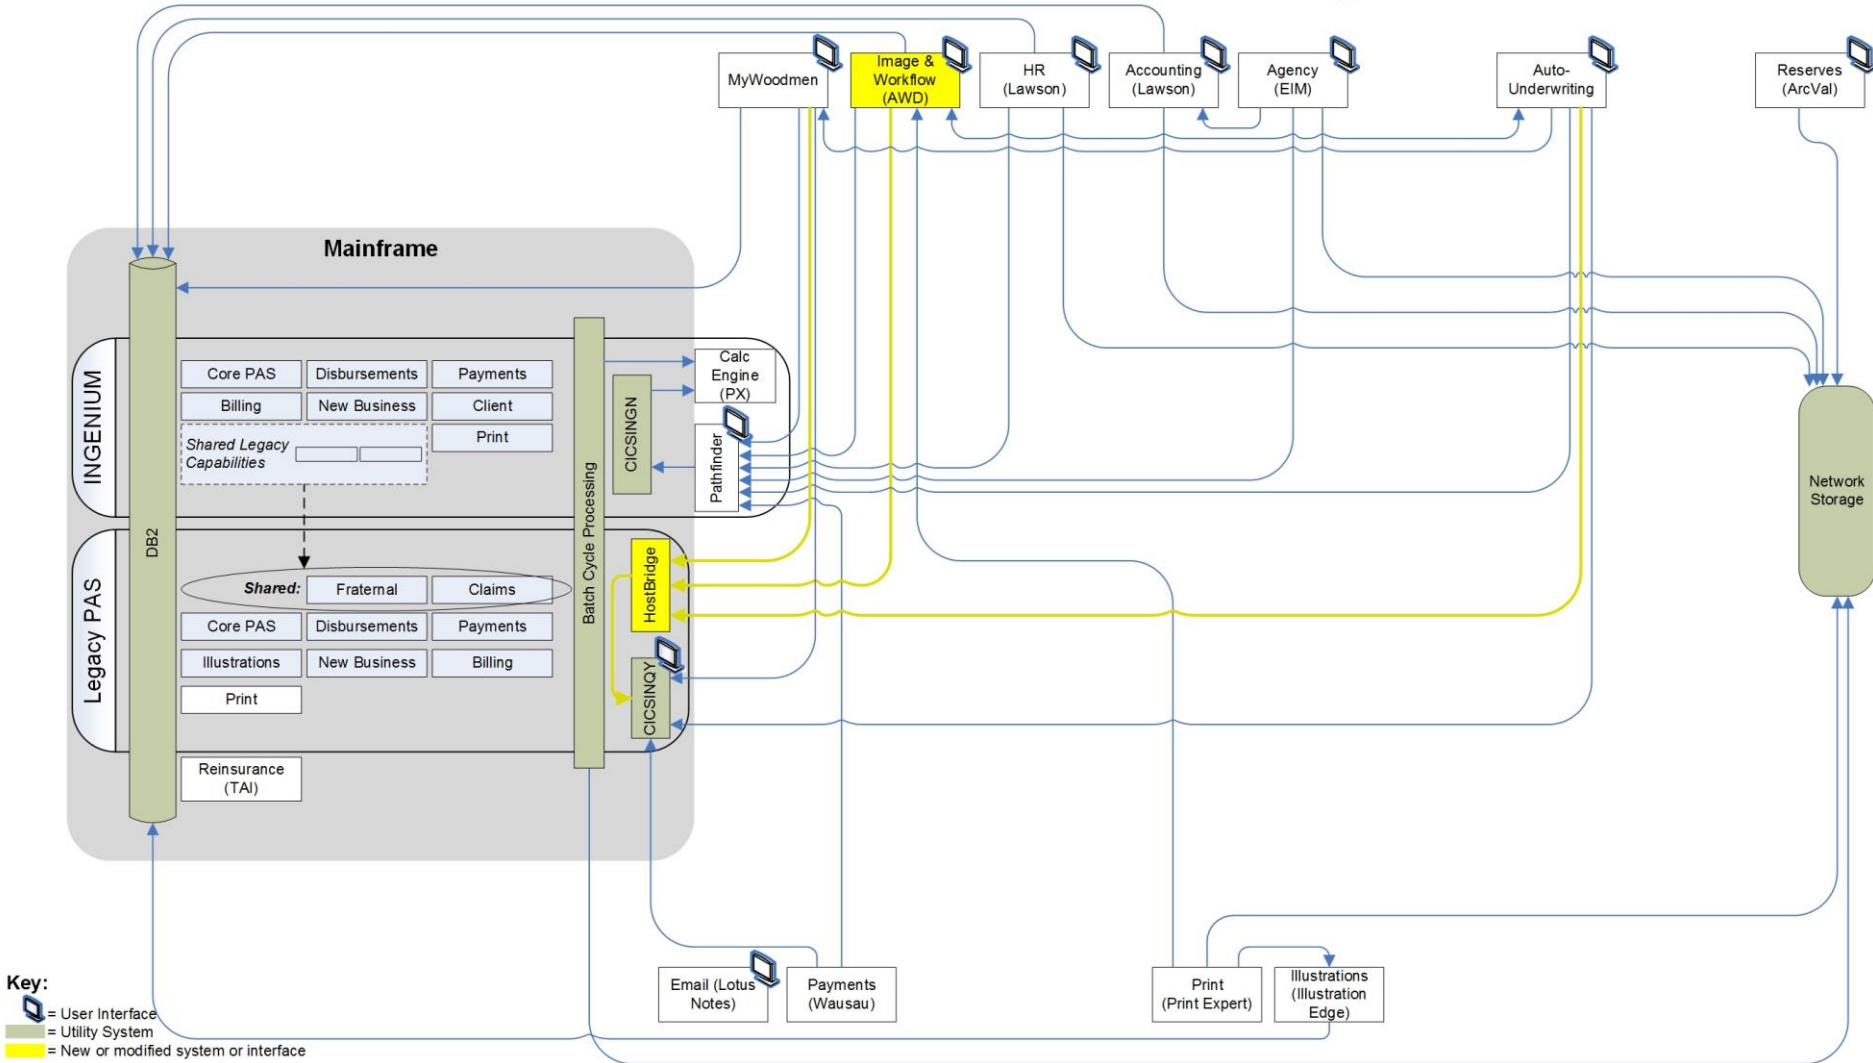 MyWoodmen
Image &
Workflow
(AWD)
HR
(Lawson)
Accounting
(Lawson)
Agency
(EIM)
Auto-
Underwriting
Reserves
(ArcVal)
Mainframe
DB2
Batch Cycle Processing
INGENIUM
Core PAS
Disbursements
Payments
Billing
New Business
Client
Shared Legacy
Capabilities
Print
CICSINGN
Calc
Engine
(PX)
Pathfinder
Network
Storage
Legacy PAS
Shared:
Fraternal
Claims
Core PAS
Disbursements
Payments
Illustrations
New Business
Billing
Print
HostBridge
CICSINQY
Reinsurance
(TAI)
Email (Lotus
Notes)
Payments
(Wausau)
Print
(Print Expert)
Illustrations
(Illustration
Edge)
Key:
= User Interface
= Utility System
= New or modified system or interface